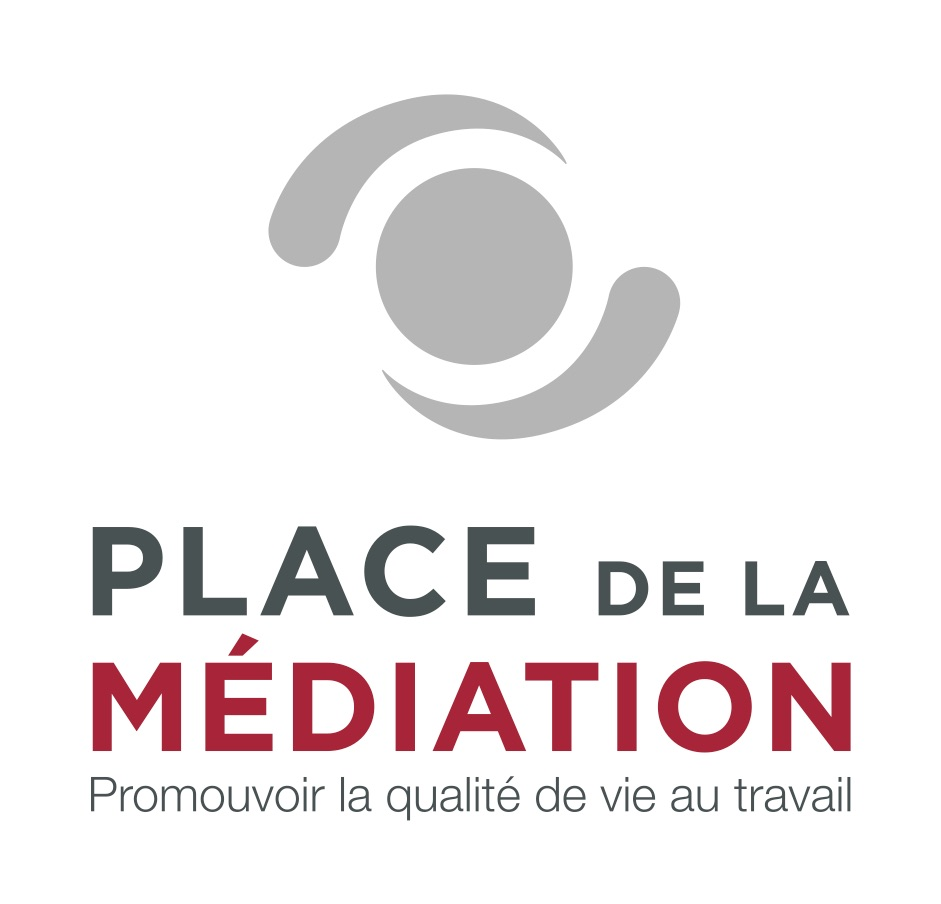 PLACE DE LA
MÉDIATION
Promouvoir la qualité de vie au travail